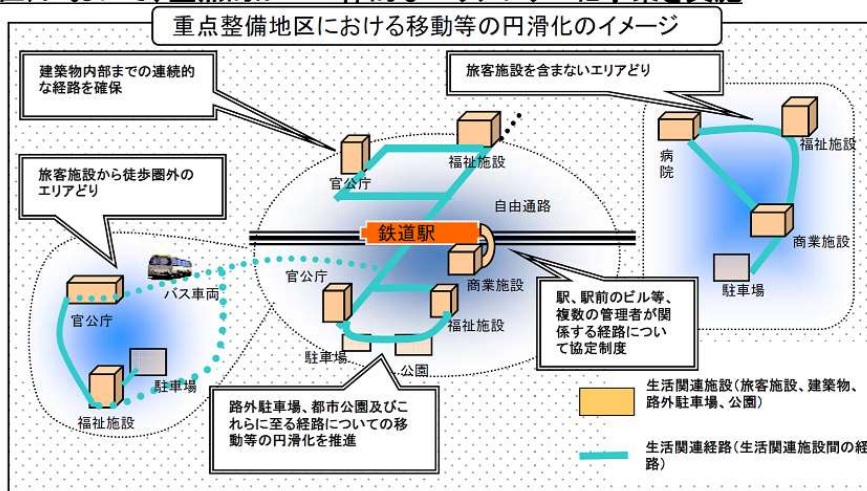 重点整備地区における移動等の円滑化のイメージ
建築物内部までの連続的
な経路を確保
旅客施設を含まないエリアどり
旅客施設から徒歩圏外の
エリアどり
官公庁
福祉施設
自由通路
鉄道駅
病院
福祉施設
商業施設
駐車場
バス車両
官公庁
駐車場
福祉施設
官公庁
商業施設
福祉施設
駐車場
公園
駅、駅前のビル等、
複数の管理者が関
係する経路につい
て協定制度
路外駐車場、都市公園及びこ
れらに至る経路についての移
動等の円滑化を推進
生活関連施設(旅客施設、建築物、
路外駐車場、公園)
生活関連経路(生活関連施設間の経
路)